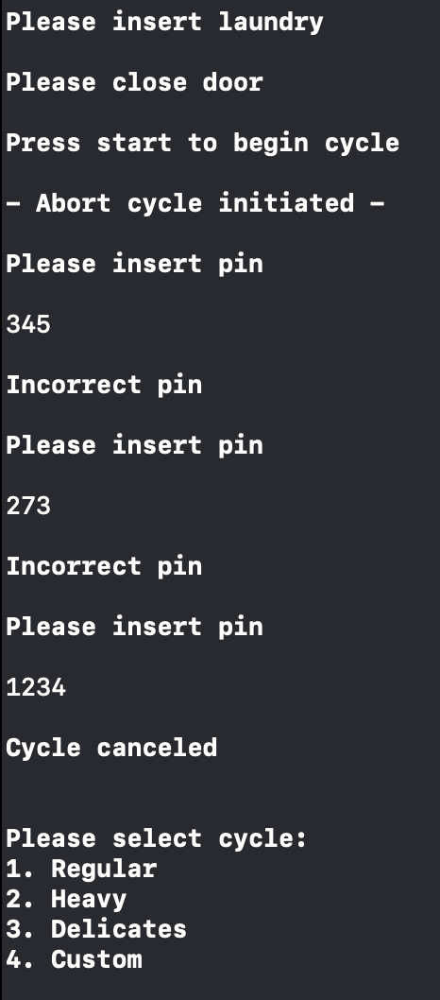 Please insert laundry
Please close door
Press start to begin cycle
– Abort cycle initiated –
Please insert pin
345
Incorrect pin
Please insert pin
273
Incorrect pin
Please insert pin
1234
Cycle canceled
Please select cycle:
1. Regular
2. Heavy
3. Delicates
4. Custom